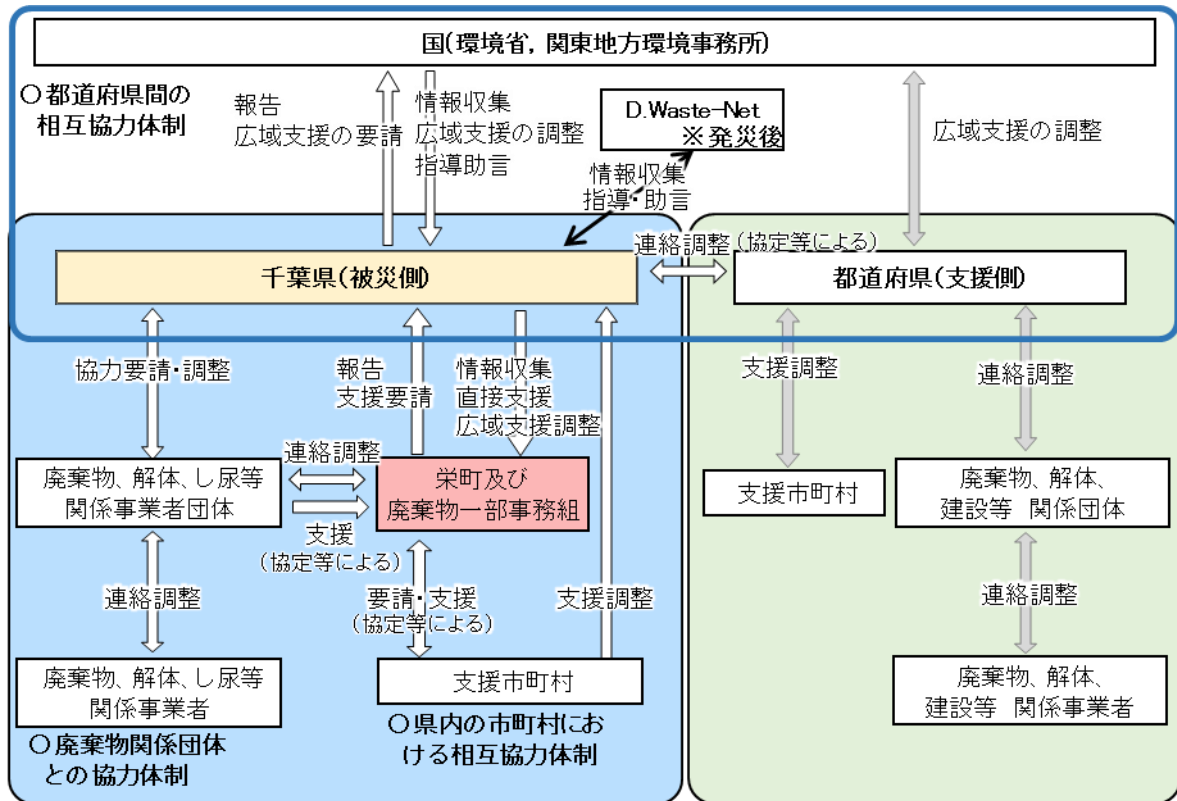 国(環境省，関東地方環境事務所)
○都道府県間の
相互協力体制
報告
広域支援の要請
情報収集
広域支援の調整
指導助言
D.Waste-Net
※発災後
情報収集
指導・助言
広域支援の調整
連絡調整(協定等による)
千葉県(被災側)
都道府県(支援側)
協力要請・調整
報告
支援要請
情報収集
直接支援
広域支援調整
支援調整
連絡調整
廃棄物、解体、し尿等
関係事業者団体
連絡調整
支援
(協定等による)
栄町及び
廃棄物一部事務組
支援市町村
廃棄物、解体、
建設等 関係団体
連絡調整
要請・支援
(協定等による)
支援調整
連絡調整
廃棄物、解体、し尿等
関係事業者
支援市町村
廃棄物、解体、
建設等 関係事業者
○廃棄物関係団体
との協力体制
○県内の市町村にお
ける相互協力体制